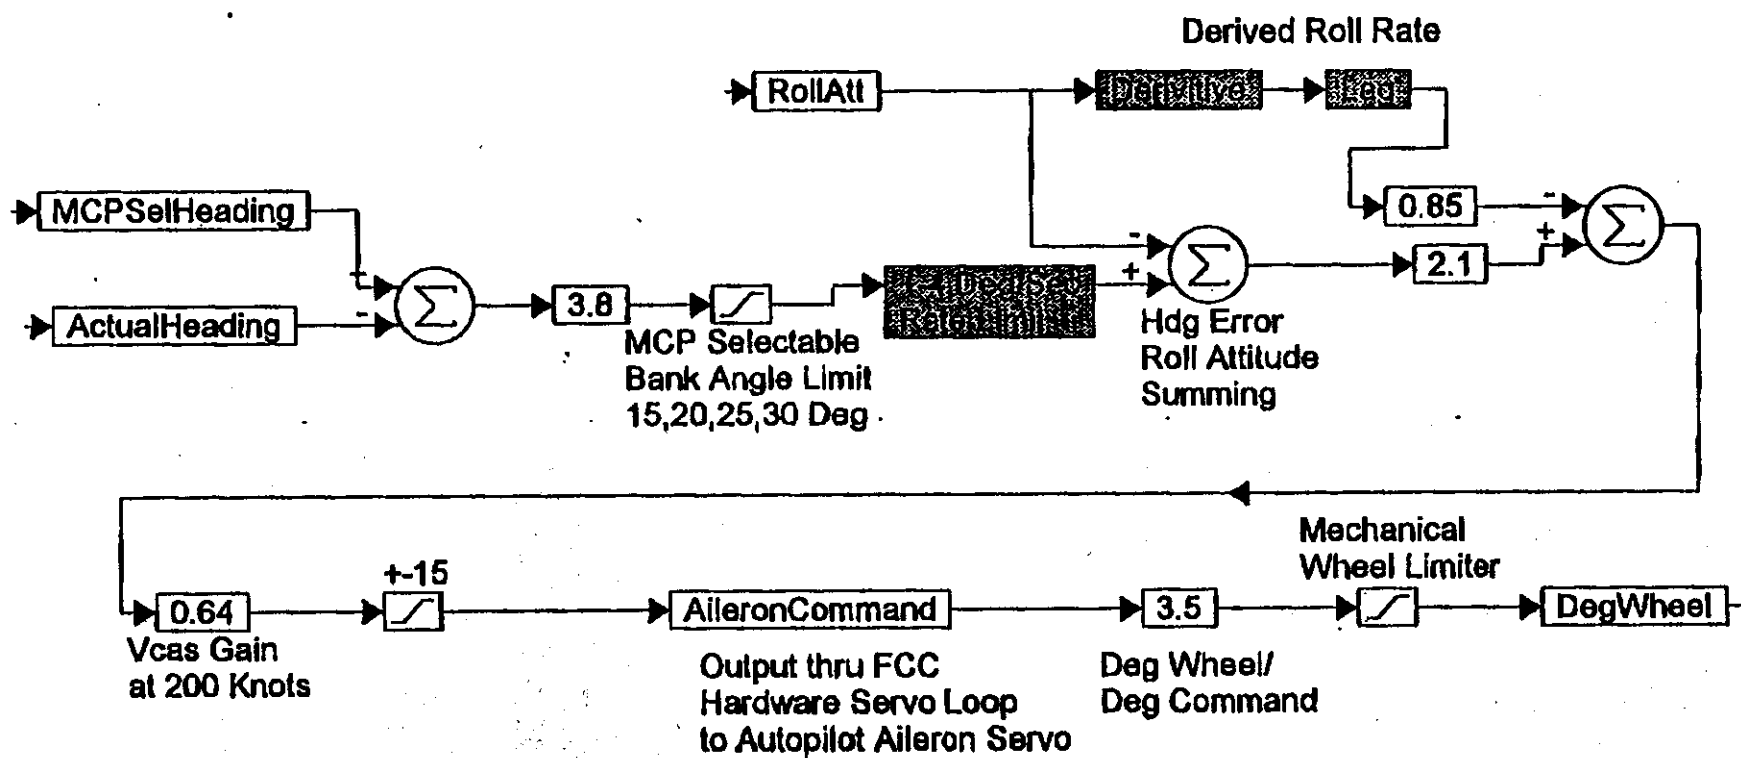 Derived Roll Rate
RollAtt
Derivitive
MCPSelHeading
0.85
-
-
+
Σ
+
+
Σ
2.1
Σ
3.8
ActualHeading
-
Hdg Error
Roll Attitude
Summing
MCP Selectable
Bank Angle Limit
15,20,25,30 Deg
Mechanical
Wheel Limiter
+-15
0.64
AileronCommand
3.5
DegWheel
Vcas Gain
at 200 Knots
Output thru FCC
Hardware Servo Loop
to Autopilot Aileron Servo
Deg Wheel/
Deg Command